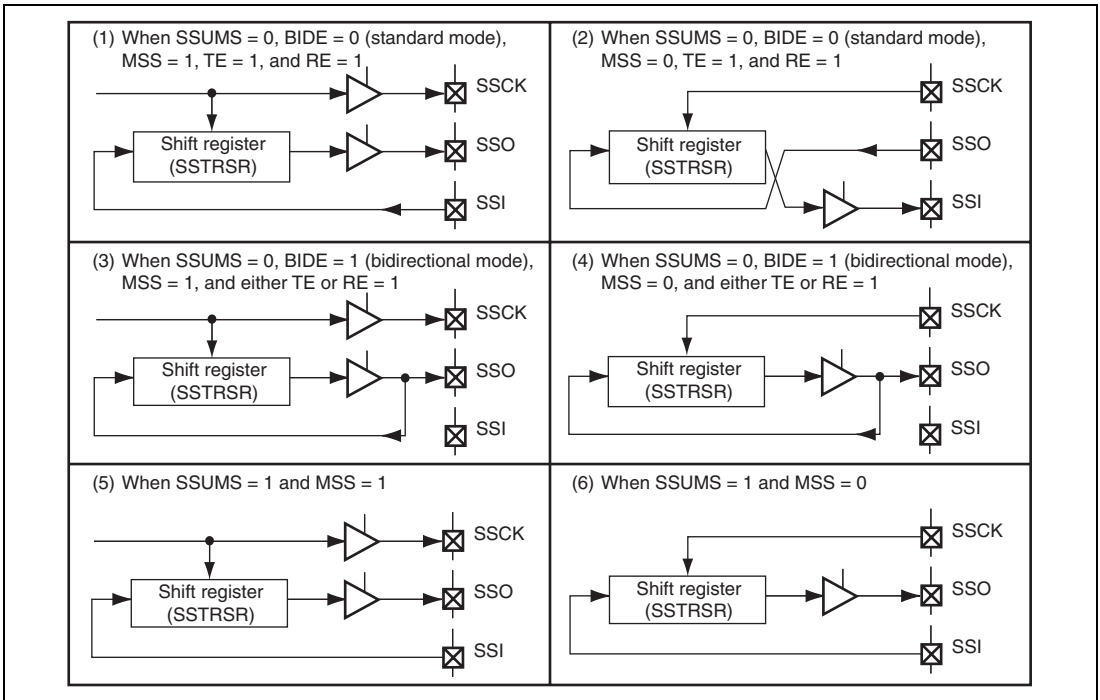 (1) When SSUMS = 0, BIDE = 0 (standard mode),
MSS = 1, TE = 1, and RE = 1
SSCK
Shift register
(SSTRSR)
SSO
SSI
(2) When SSUMS = 0, BIDE = 0 (standard mode),
MSS = 0, TE = 1, and RE = 1
SSCK
Shift register
(SSTRSR)
SSO
SSI
(3) When SSUMS = 0, BIDE = 1 (bidirectional mode),
MSS = 1, and either TE or RE = 1
SSCK
Shift register
(SSTRSR)
SSO
SSI
(4) When SSUMS = 0, BIDE = 1 (bidirectional mode),
MSS = 0, and either TE or RE = 1
SSCK
Shift register
(SSTRSR)
SSO
SSI
(5) When SSUMS = 1 and MSS = 1
SSCK
Shift register
(SSTRSR)
SSO
SSI
(6) When SSUMS = 1 and MSS = 0
SSCK
Shift register
(SSTRSR)
SSO
SSI